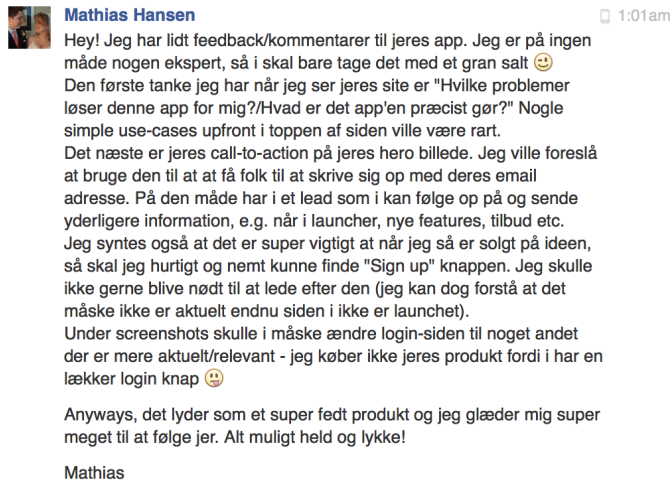 Mathias Hansen
1:01am
Hey! Jeg har lidt feedback/kommentarer til jeres app. Jeg er på ingen
måde nogen ekspert, så i skal bare tage det med et gran salt 😉
Den første tanke jeg har når jeg ser jeres site er "Hvilke problemer
løser denne app for mig?/Hvad er det app'en præcist gør?" Nogle
simple use-cases upfront i toppen af siden ville være rart.
Det næste er jeres call-to-action på jeres hero billede. Jeg ville foreslå
at bruge den til at at få folk til at skrive sig op med deres email
adresse. På den måde har i et lead som i kan følge op på og sende
yderligere information, e.g. når i launcher, nye features, tilbud etc.
Jeg syntes også at det er super vigtigt at når jeg så er solgt på ideen,
så skal jeg hurtigt og nemt kunne finde "Sign up" knappen. Jeg skulle
ikke gerne blive nødt til at lede efter den (jeg kan dog forstå at det
måske ikke er aktuelt endnu siden i ikke er launchet).
Under screenshots skulle i måske ændre login-siden til noget andet
der er mere aktuelt/relevant - jeg køber ikke jeres produkt fordi i har en
lækker login knap 😜
Anyways, det lyder som et super fedt produkt og jeg glæder mig super
meget til at følge jer. Alt muligt held og lykke!
Mathias